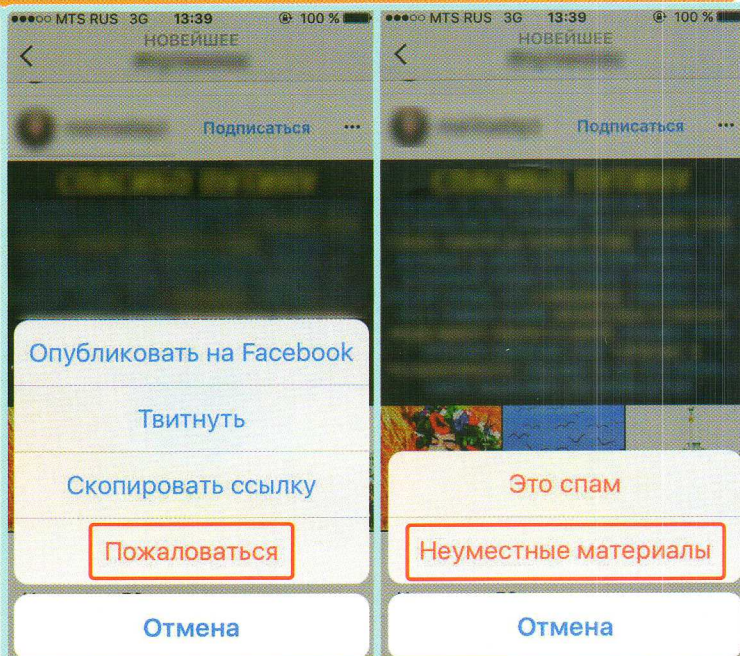 MTS RUS 3G 13:39 100 %
НОВЕЙШЕЕ
Подписаться
Опубликовать на Facebook
Твитнуть
Скопировать ссылку
Пожаловаться
Отмена
MTS RUS 3G 13:39 100 %
НОВЕЙШЕЕ
Подписаться
Это спам
Неуместные материалы
Отмена